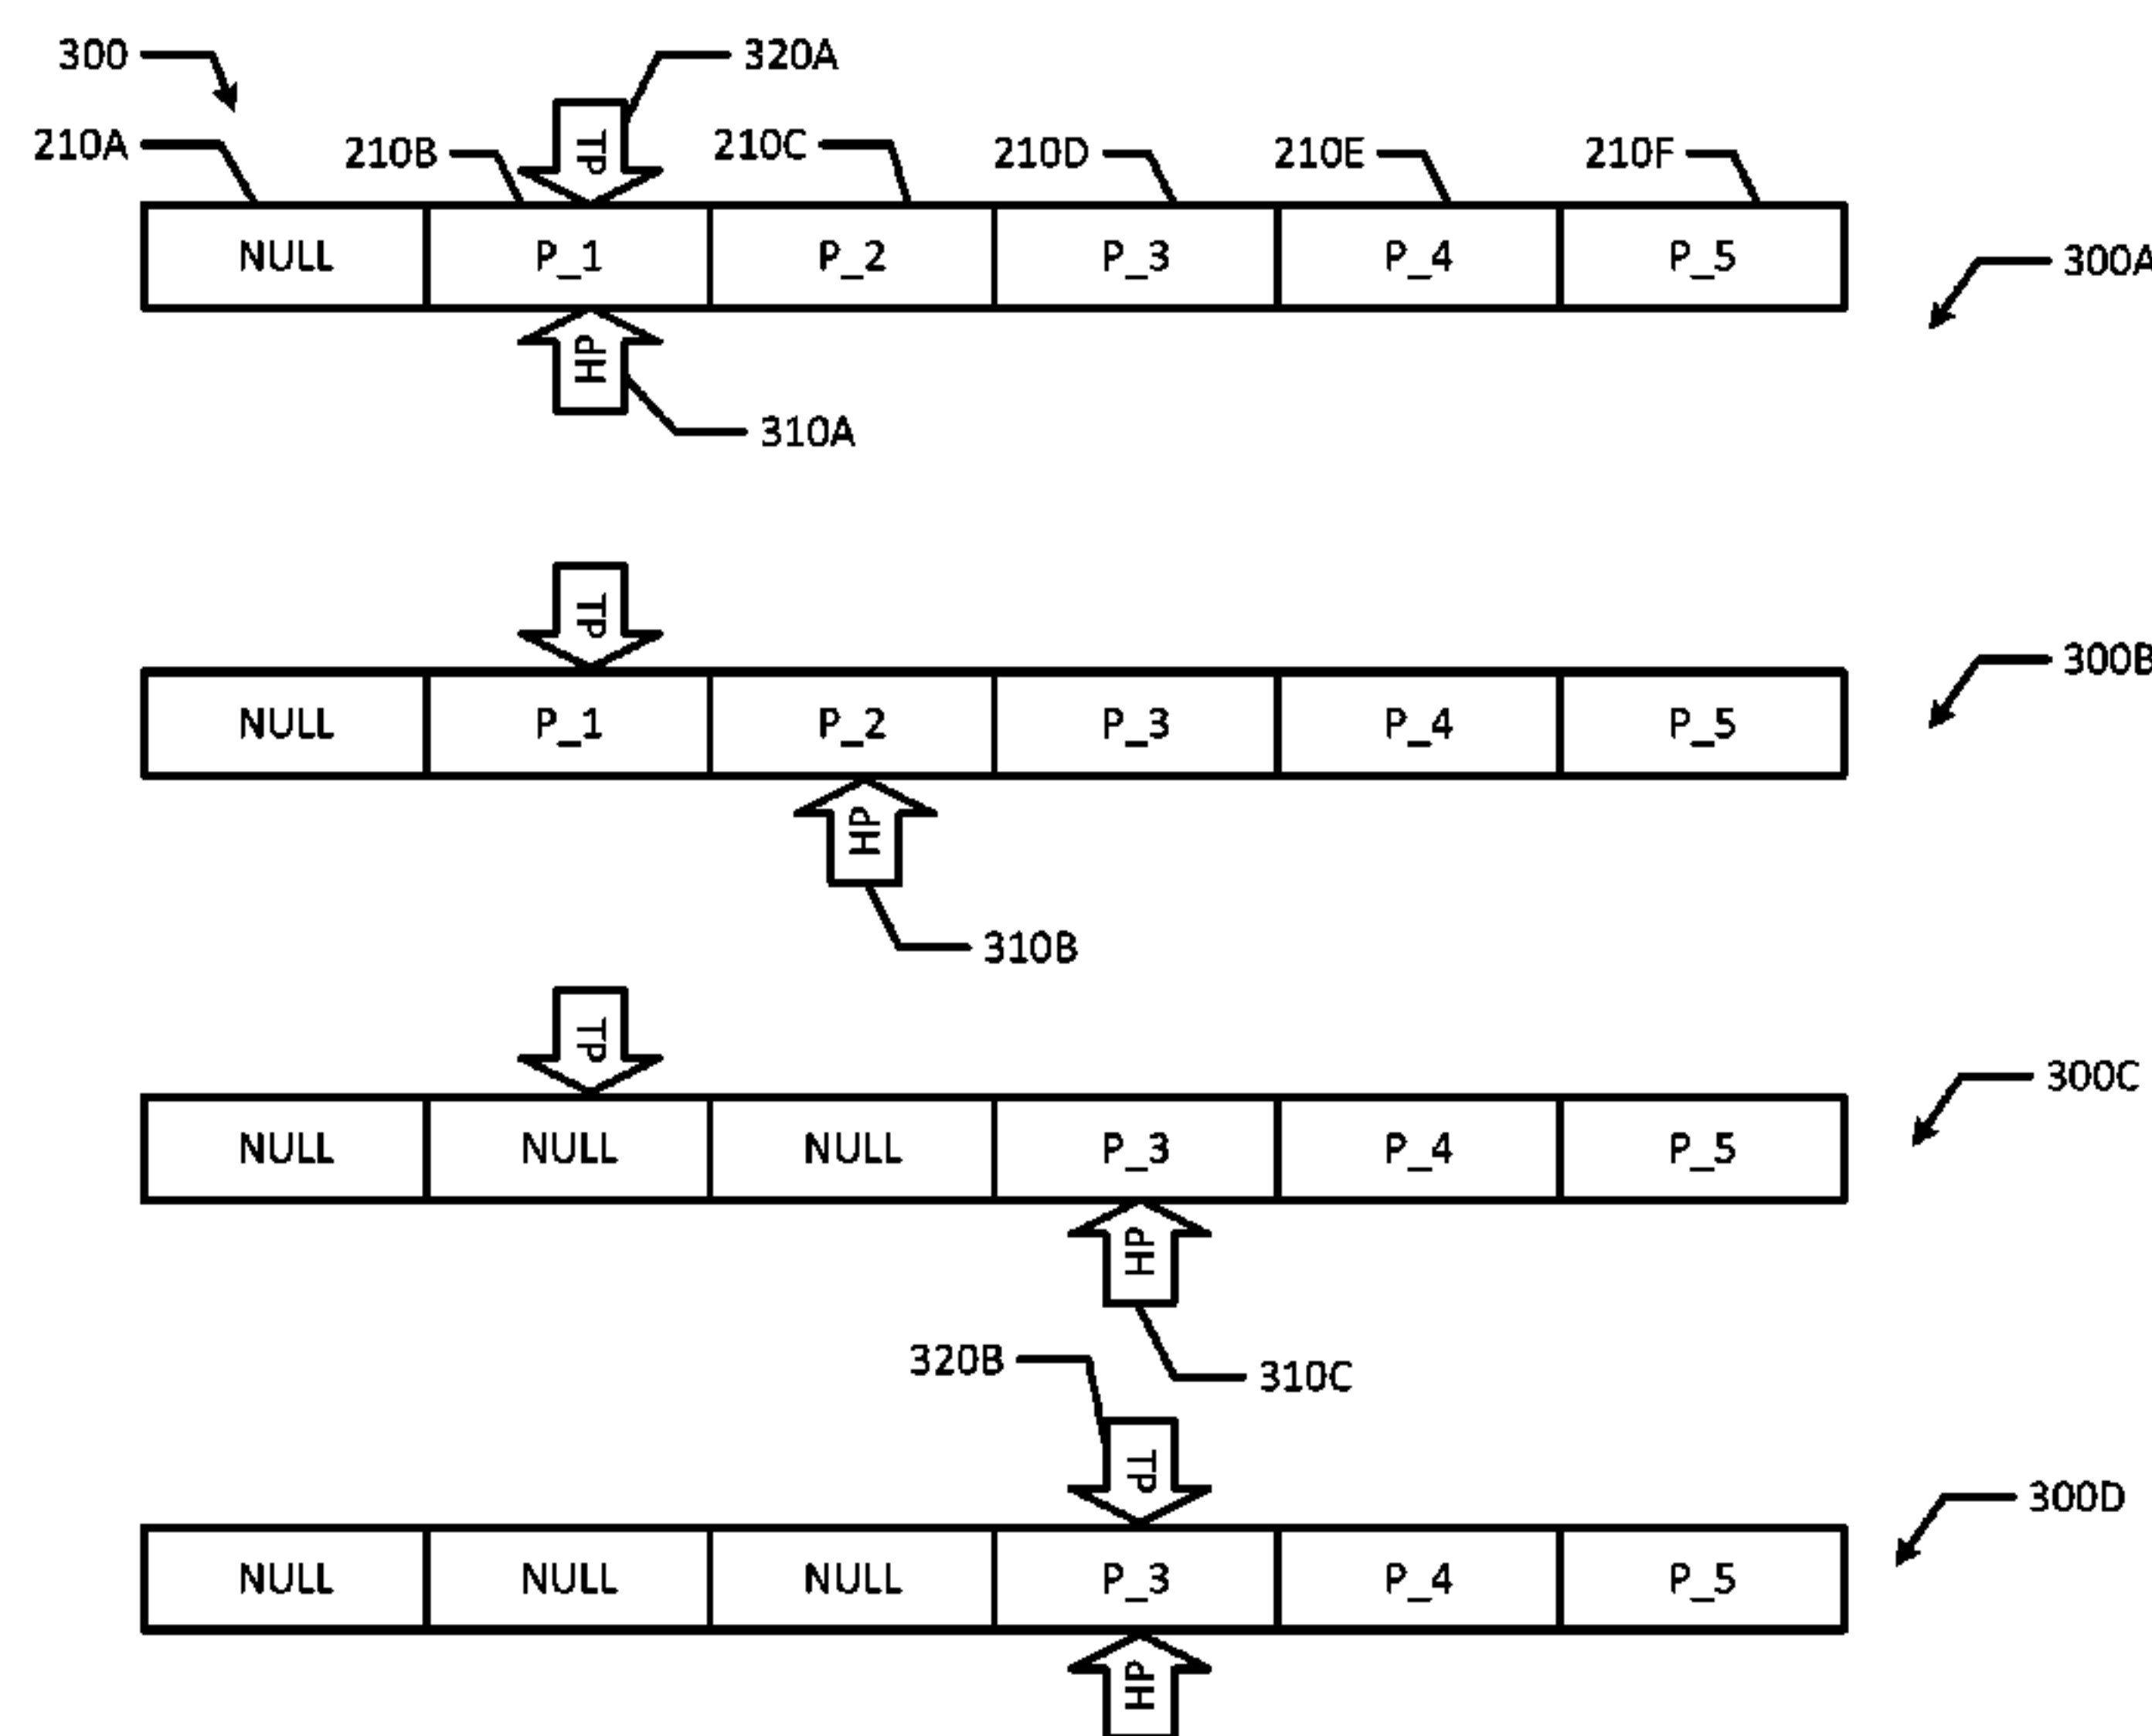 300
320A
210A
210B
TP
210C
210D
210E
210F
NULL P_1 P_2 P_3 P_4 P_5
300A
HP
310A
TP
300B
NULL P_1 P_2 P_3 P_4 P_5
HP
310B
TP
300C
NULL NULL NULL P_3 P_4 P_5
HP
320B
310C
TP
300D
NULL NULL NULL P_3 P_4 P_5
HP